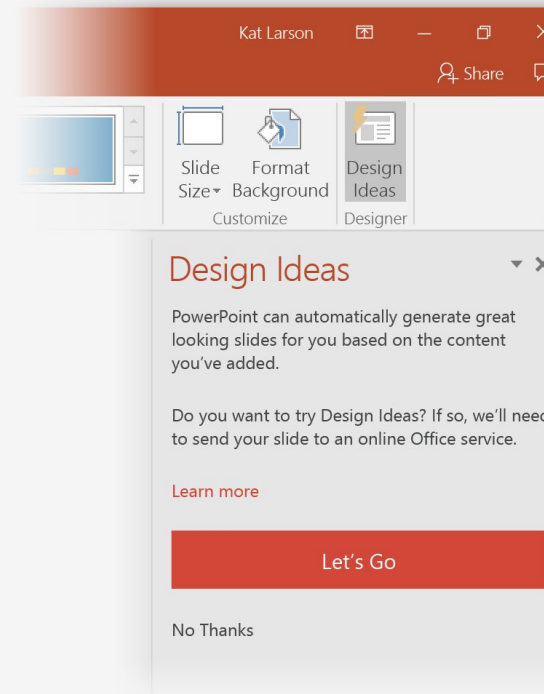 Kat Larson
Share
Slide
Size
Format
Background
Design
Ideas
Customize
Designer
Design Ideas
PowerPoint can automatically generate great
looking slides for you based on the content
you've added.
Do you want to try Design Ideas? If so, we'll need
to send your slide to an online Office service.
Learn more
Let's Go
No Thanks